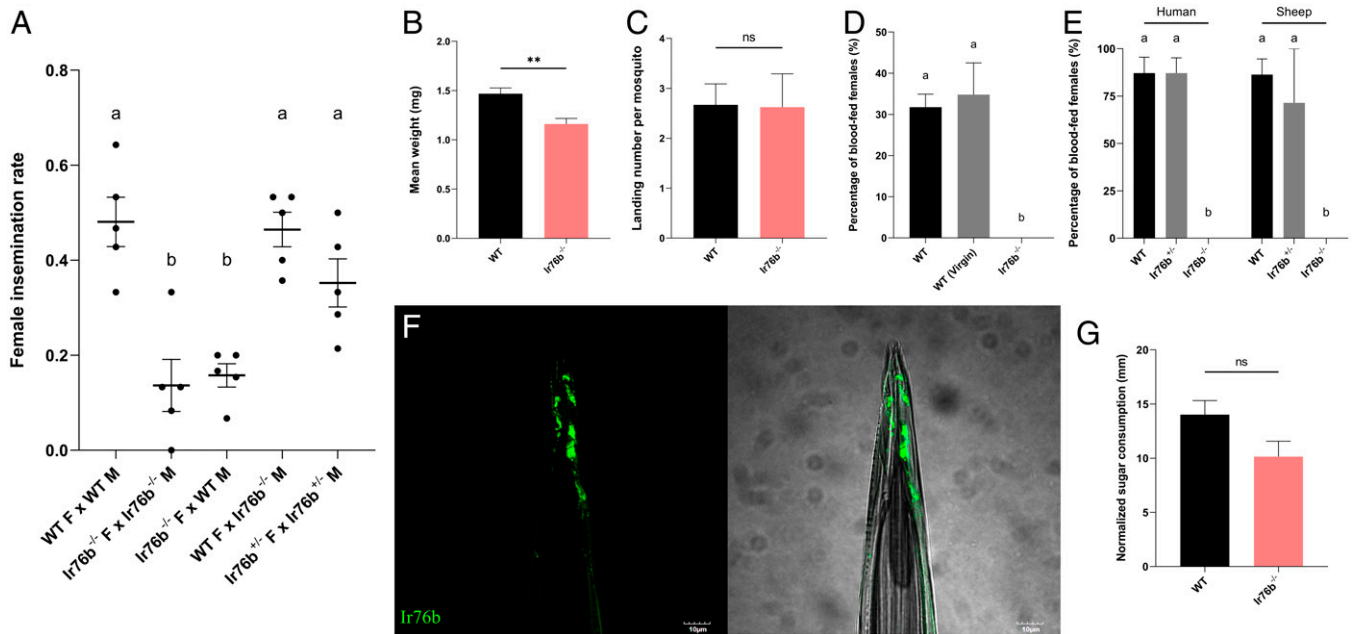 A
Female insemination rate
0.8
0.6
0.4
0.2
0.0
a
b
b
a
a
WT F x WT M
Ir76b-/- F x Ir76b-/- M
Ir76b-/- F x WT M
WT F x Ir76b-/- M
Ir76b+/- F x Ir76b+/- M
B
Mean weight (mg)
2.0
1.5
1.0
0.5
0.0
**
WT
Ir76b-/-
C
Landing number per mosquito
4
3
2
1
0
ns
WT
Ir76b-/-
D
Percentage of blood-fed females (%)
50
40
30
20
10
0
a
a
b
WT
WT (Virgin)
Ir76b-/-
E
Percentage of blood-fed females (%)
100
75
50
25
0
Human
Sheep
a
a
b
a
a
b
WT
Ir76b+/-
Ir76b-/-
WT
Ir76b+/-
Ir76b-/-
F
Ir76b
10μm
10μm
G
Normalized sugar consumption (mm)
20
15
10
5
0
ns
WT
Ir76b-/-